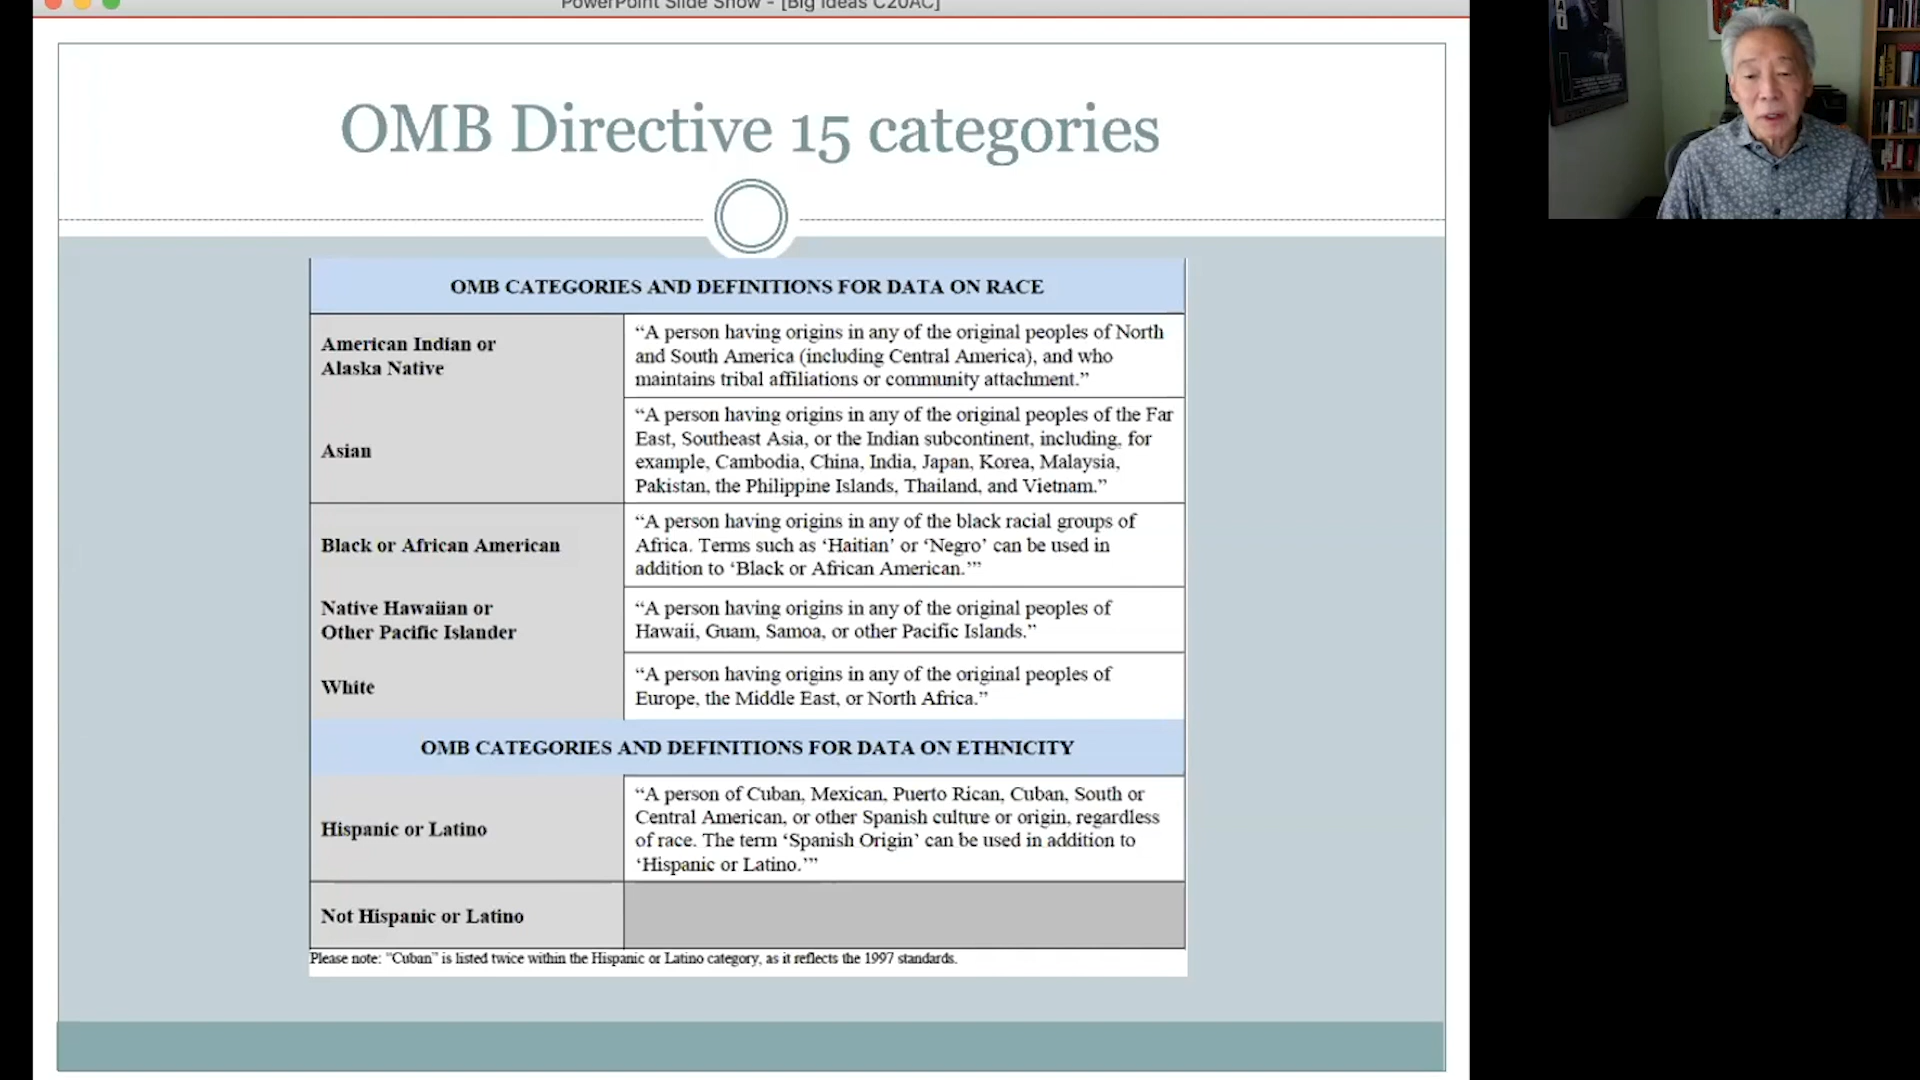 PowerPoint Slide Show - [Big Ideas C20AC]
OMB Directive 15 categories
OMB CATEGORIES AND DEFINITIONS FOR DATA ON RACE
American Indian or
Alaska Native
“A person having origins in any of the original peoples of North
and South America (including Central America), and who
maintains tribal affiliations or community attachment.”
Asian
“A person having origins in any of the original peoples of the Far
East, Southeast Asia, or the Indian subcontinent, including, for
example, Cambodia, China, India, Japan, Korea, Malaysia,
Pakistan, the Philippine Islands, Thailand, and Vietnam.”
Black or African American
“A person having origins in any of the black racial groups of
Africa. Terms such as ‘Haitian’ or ‘Negro’ can be used in
addition to ‘Black or African American.’”
Native Hawaiian or
Other Pacific Islander
“A person having origins in any of the original peoples of
Hawaii, Guam, Samoa, or other Pacific Islands.”
White
“A person having origins in any of the original peoples of
Europe, the Middle East, or North Africa.”
OMB CATEGORIES AND DEFINITIONS FOR DATA ON ETHNICITY
Hispanic or Latino
“A person of Cuban, Mexican, Puerto Rican, Cuban, South or
Central American, or other Spanish culture or origin, regardless
of race. The term ‘Spanish Origin’ can be used in addition to
‘Hispanic or Latino.’”
Not Hispanic or Latino
Please note: “Cuban” is listed twice within the Hispanic or Latino category, as it reflects the 1997 standards.